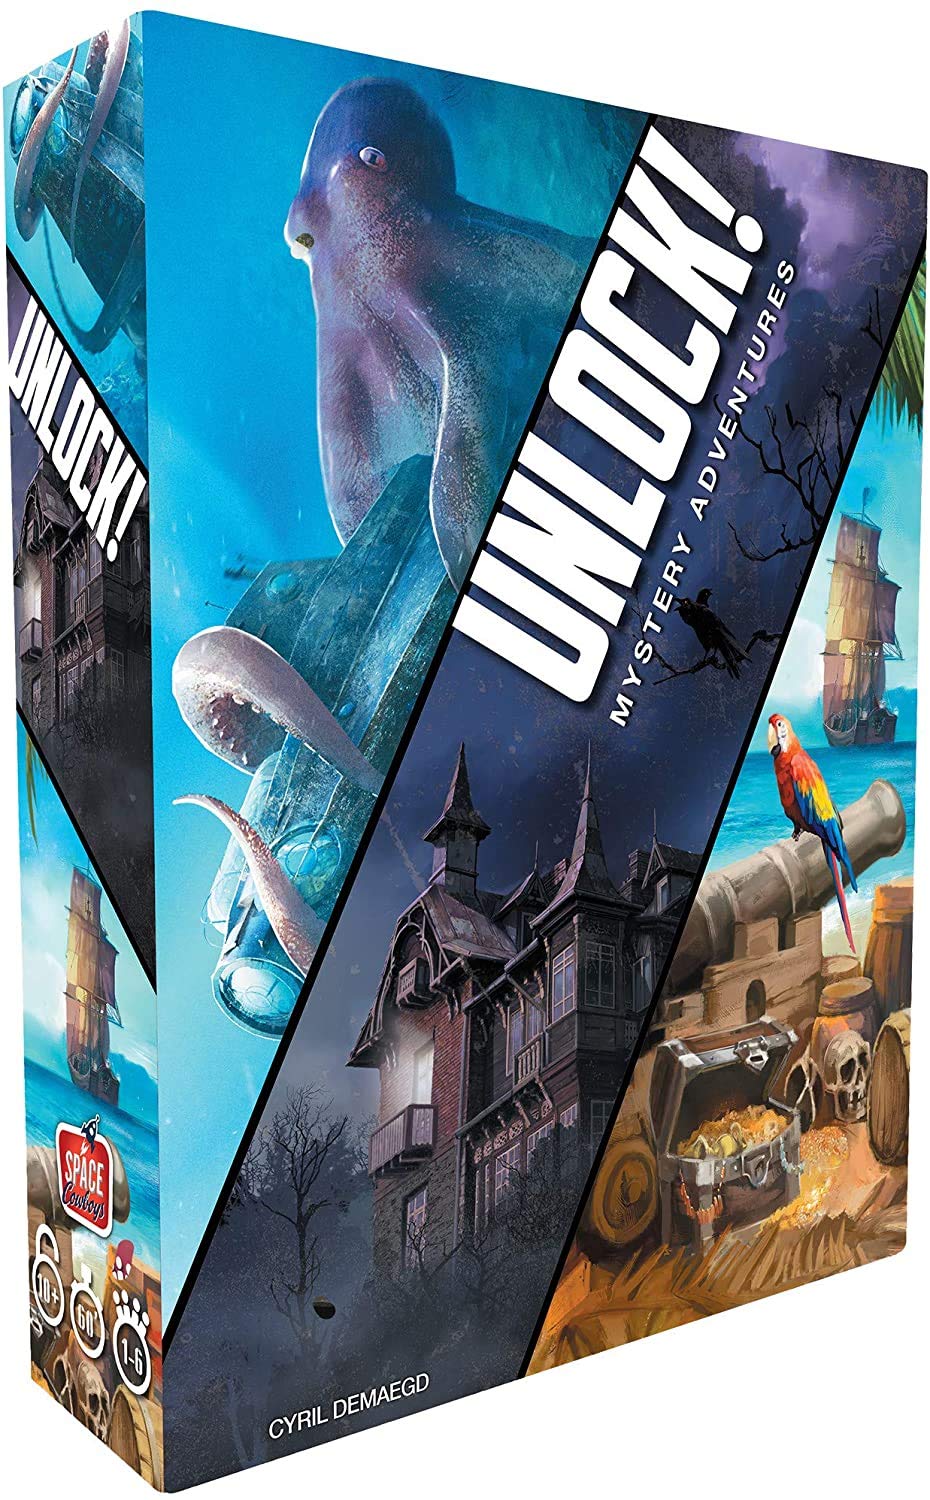 UNLOCK!
SPACE
Cowboys
10+
60'
1-6
UNLOCK!
MYSTERY ADVENTURES
CYRIL DEMAEGD